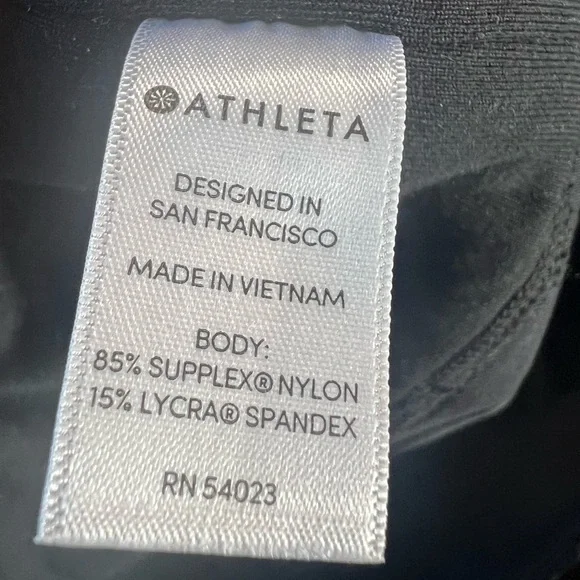 ATHLETA
DESIGNED IN
SAN FRANCISCO
MADE IN VIETNAM
BODY:
85% SUPPLEX® NYLON
15% LYCRA® SPANDEX
RN 54023